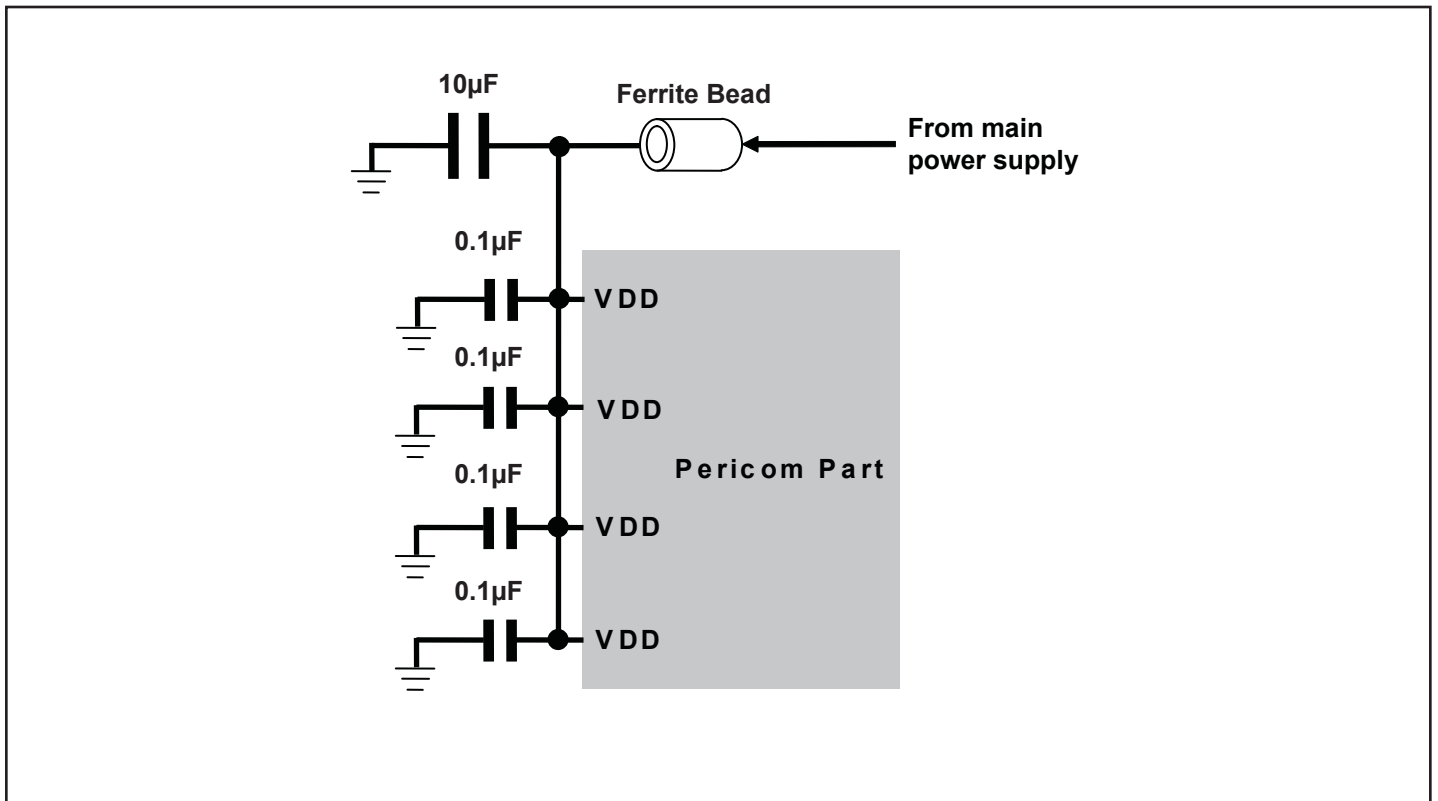 10µF
Ferrite Bead
From main
power supply
0.1µF
VDD
0.1µF
VDD
Pericom Part
0.1µF
VDD
0.1µF
VDD